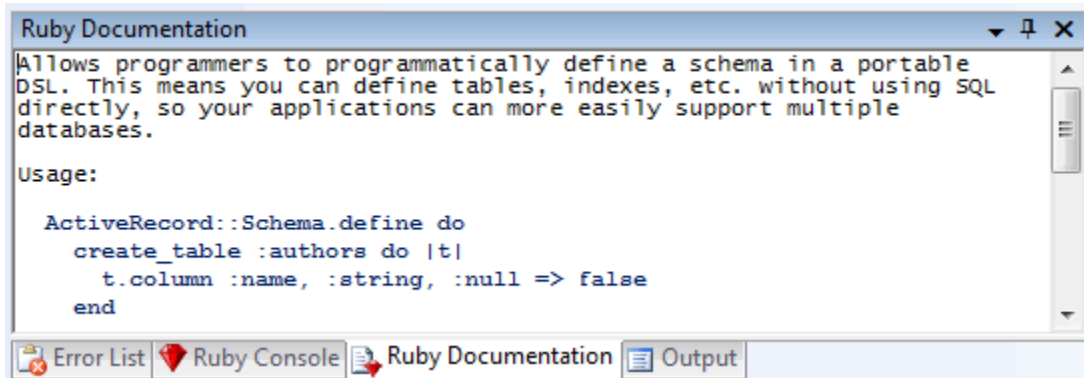 Ruby Documentation
Allows programmers to programmatically define a schema in a portable
DSL. This means you can define tables, indexes, etc. without using SQL
directly, so your applications can more easily support multiple
databases.
Usage:
ActiveRecord::Schema.define do
create_table :authors do |t|
t.column :name, :string, :null => false
end
Error List Ruby Console Ruby Documentation Output